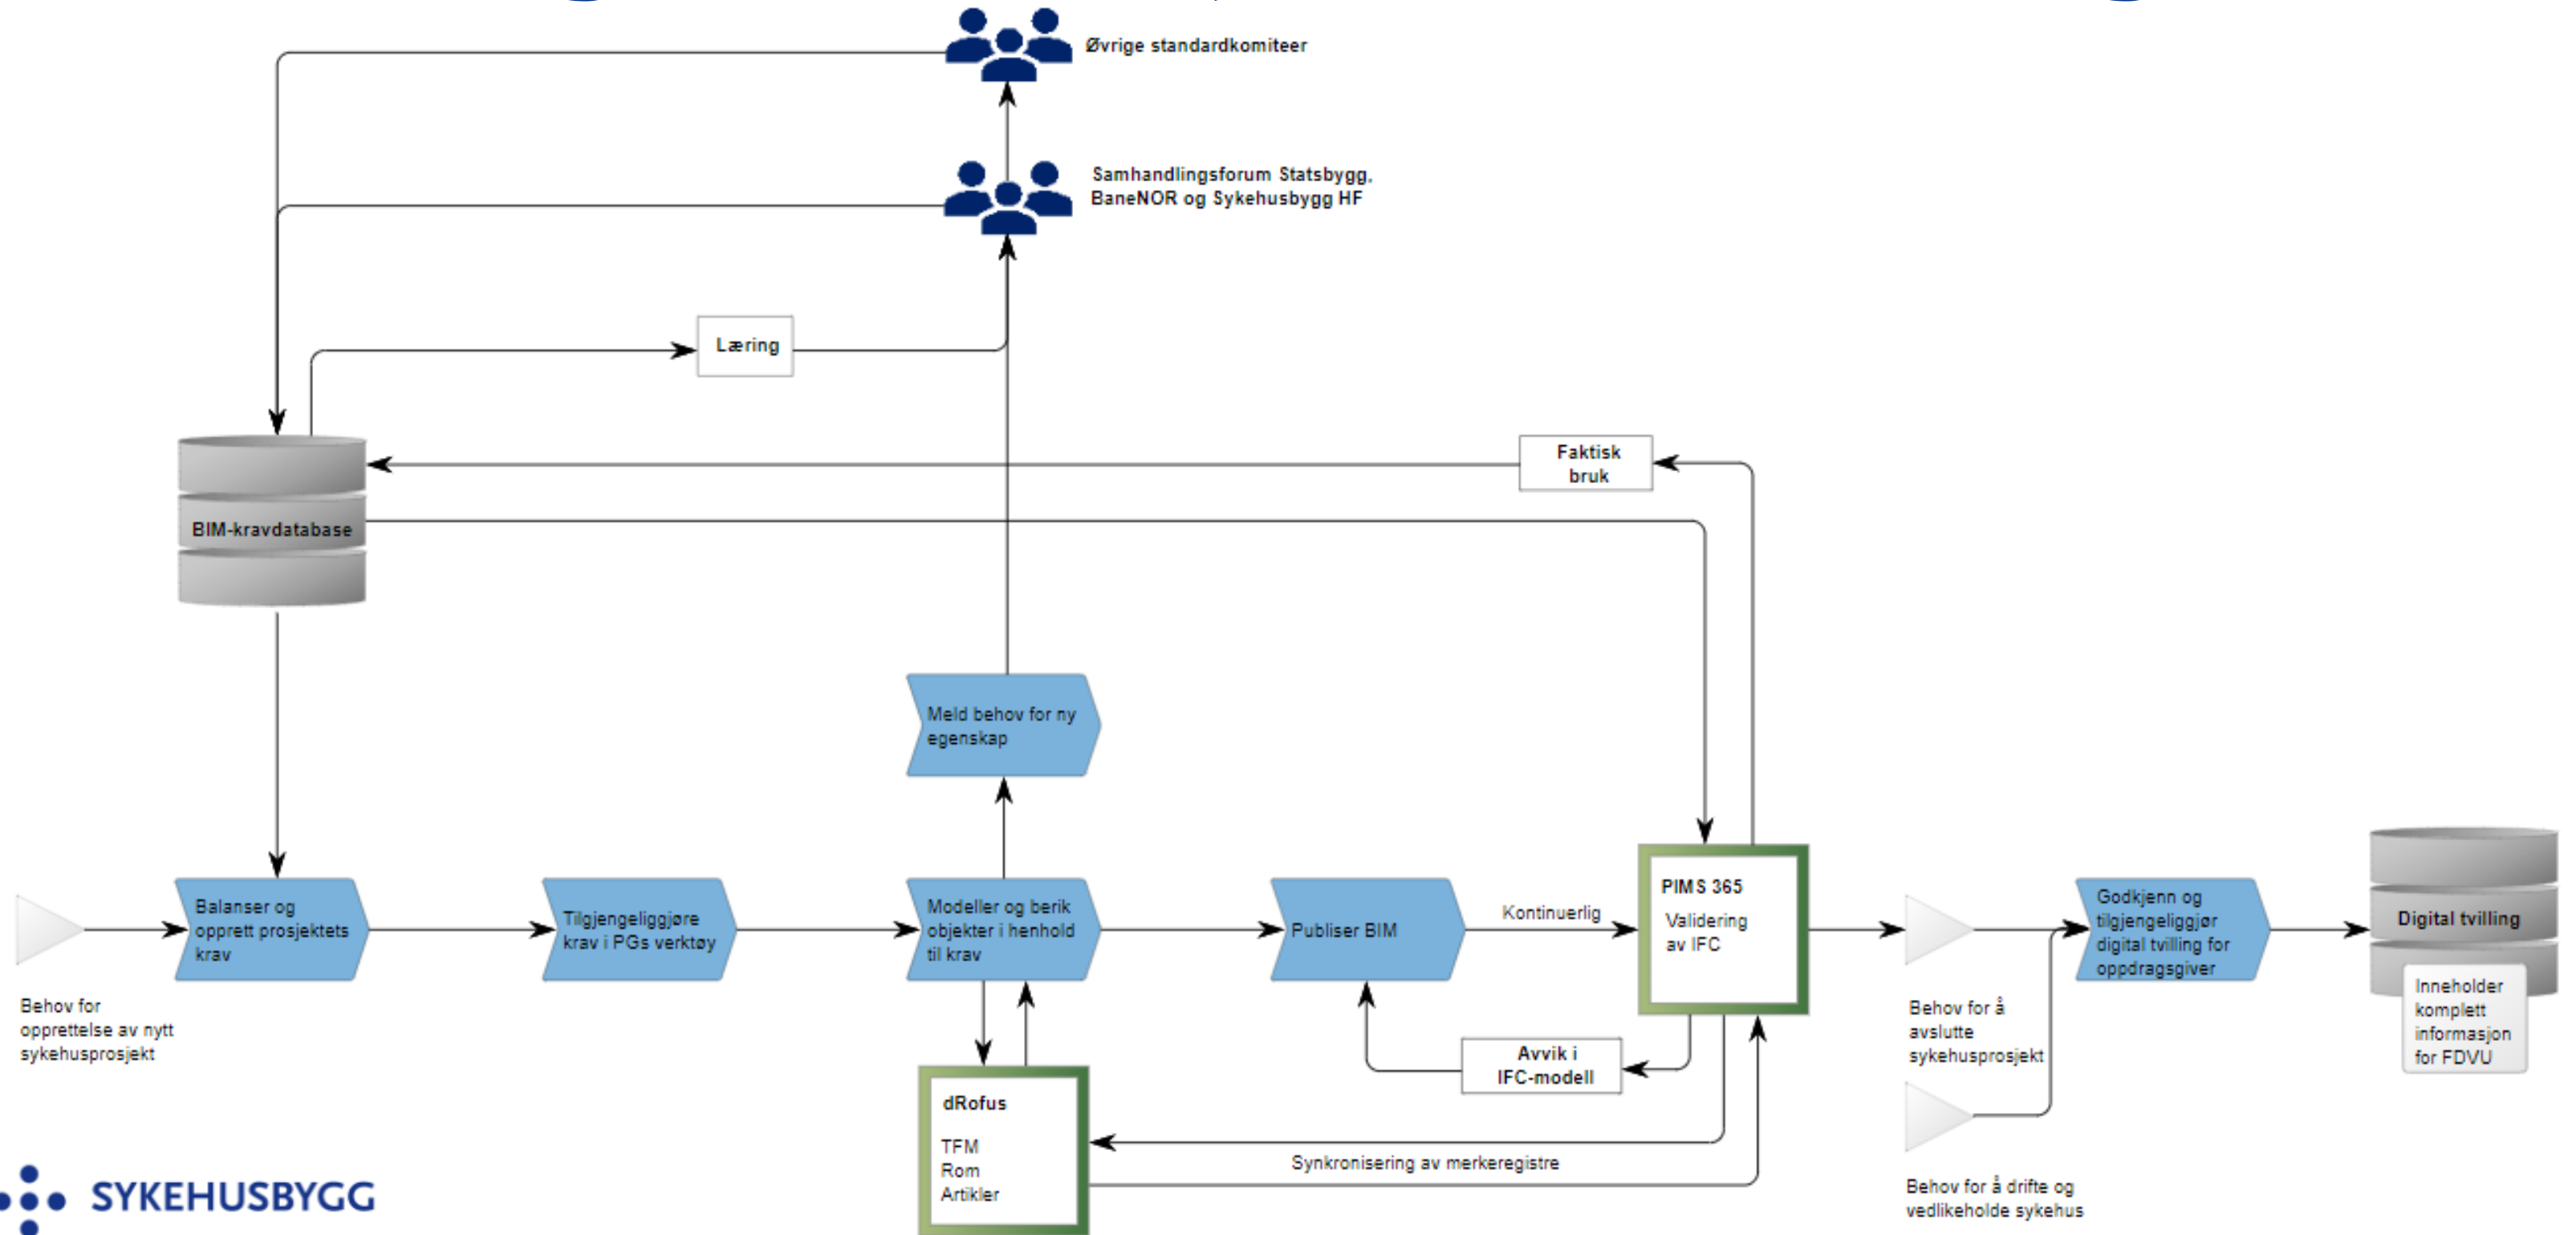 Øvrige standardkomiteer
Samhandlingsforum Statsbygg,
BaneNOR og Sykehusbygg HF
Læring
Faktisk
bruk
BIM-kravdatabase
Meld behov for ny
egenskap
Balanser og
opprett prosjektets
krav
Tilgjengeliggjøre
krav i PGs verktøy
Modeller og berik
objekter i henhold
til krav
Publiser BIM
Kontinuerlig
PIMS 365
Validering
av IFC
Godkjenn og
tilgjengeliggjør
digital tvilling for
oppdragsgiver
Digital tvilling
Inneholder
komplett
informasjon
for FDVU
Behov for
opprettelse av nytt
sykehusprosjekt
Behov for å
avslutte
sykehusprosjekt
Avvik i
IFC-modell
dRofus
TFM
Rom
Artikler
Synkronisering av merkeregistre
Behov for å drifte og
vedlikeholde sykehus
SYKEHUSBYGG